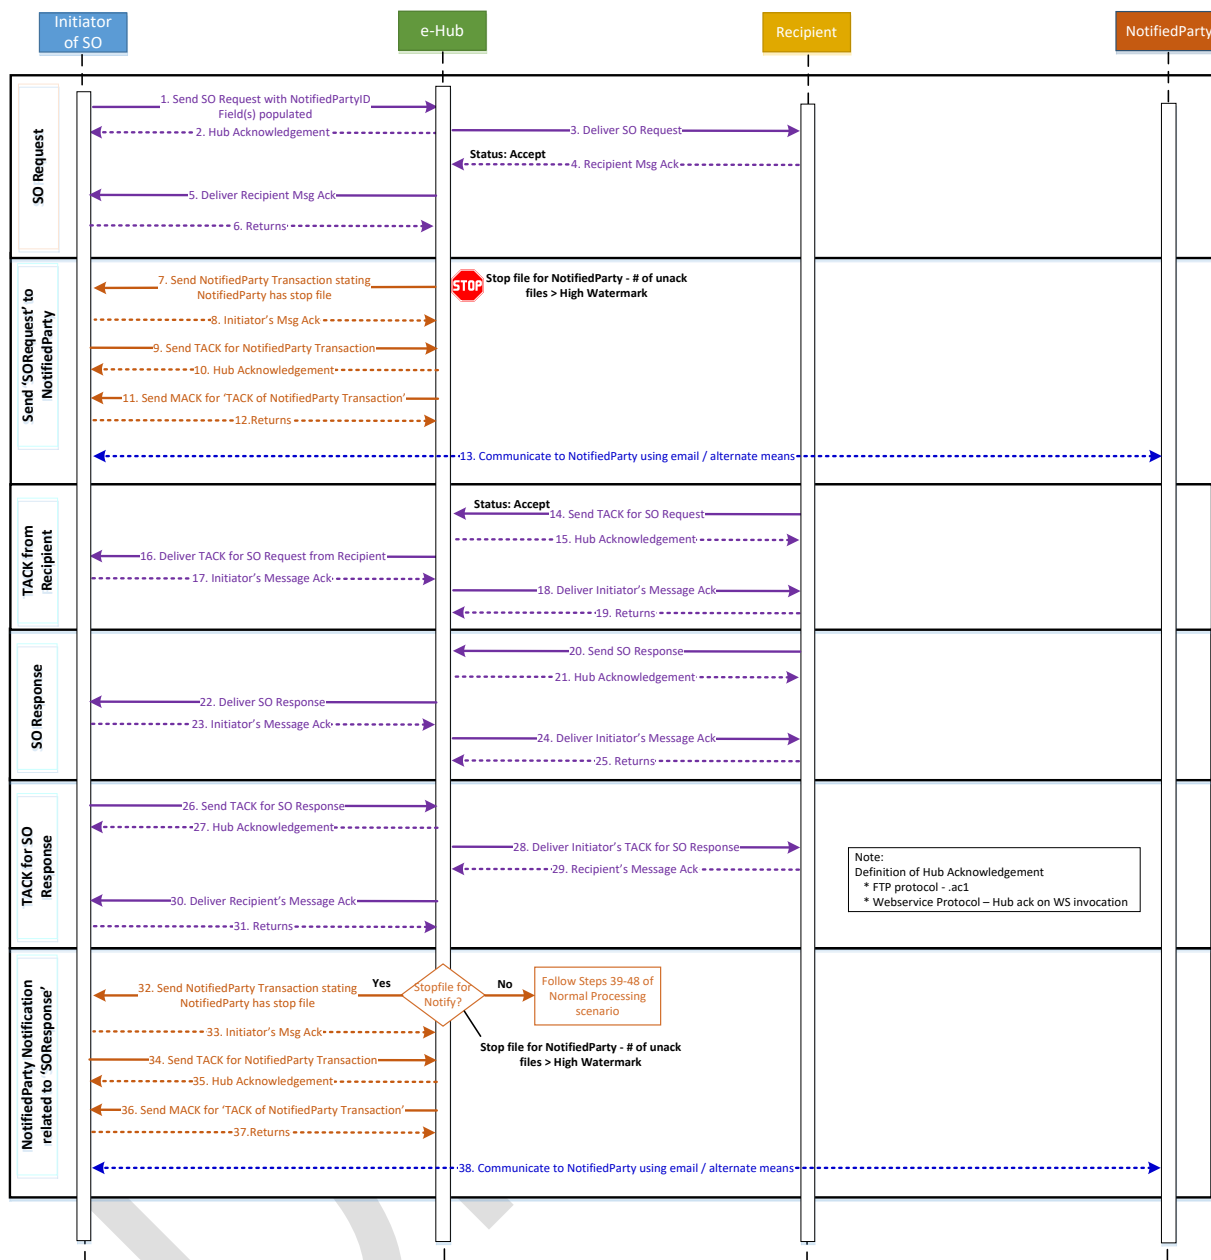 Initiator
of SO
e-Hub
Recipient
NotifiedParty
SO Request
1. Send SO Request with NotifiedPartyID
Field(s) populated
2. Hub Acknowledgement
3. Deliver SO Request
Status: Accept
4. Recipient Msg Ack
5. Deliver Recipient Msg Ack
6. Returns
Send ‘SORequest’ to
NotifiedParty
7. Send NotifiedParty Transaction stating
NotifiedParty has stop file
STOP
Stop file for NotifiedParty - # of unack
files > High Watermark
8. Initiator’s Msg Ack
9. Send TACK for NotifiedParty Transaction
10. Hub Acknowledgement
11. Send MACK for ‘TACK of NotifiedParty Transaction’
12.Returns
13. Communicate to NotifiedParty using email / alternate means
TACK from
Recipient
Status: Accept
14. Send TACK for SO Request
15. Hub Acknowledgement
16. Deliver TACK for SO Request from Recipient
17. Initiator’s Message Ack
18. Deliver Initiator’s Message Ack
19. Returns
SO Response
20. Send SO Response
21. Hub Acknowledgement
22. Deliver SO Response
23. Initiator’s Message Ack
24. Deliver Initiator’s Message Ack
25. Returns
TACK for SO
Response
26. Send TACK for SO Response
27. Hub Acknowledgement
28. Deliver Initiator’s TACK for SO Response
29. Recipient’s Message Ack
30. Deliver Recipient’s Message Ack
31. Returns
Note:
Definition of Hub Acknowledgement
* FTP protocol - .ac1
* Webservice Protocol – Hub ack on WS invocation
NotifiedParty Notification
related to ‘SOResponse’
32. Send NotifiedParty Transaction stating
NotifiedParty has stop file
Yes
Stopfile for
Notify?
No
Follow Steps 39-48 of
Normal Processing
scenario
33. Initiator’s Msg Ack
Stop file for NotifiedParty - # of unack
files > High Watermark
34. Send TACK for NotifiedParty Transaction
35. Hub Acknowledgement
36. Send MACK for ‘TACK of NotifiedParty Transaction’
37.Returns
38. Communicate to NotifiedParty using email / alternate means